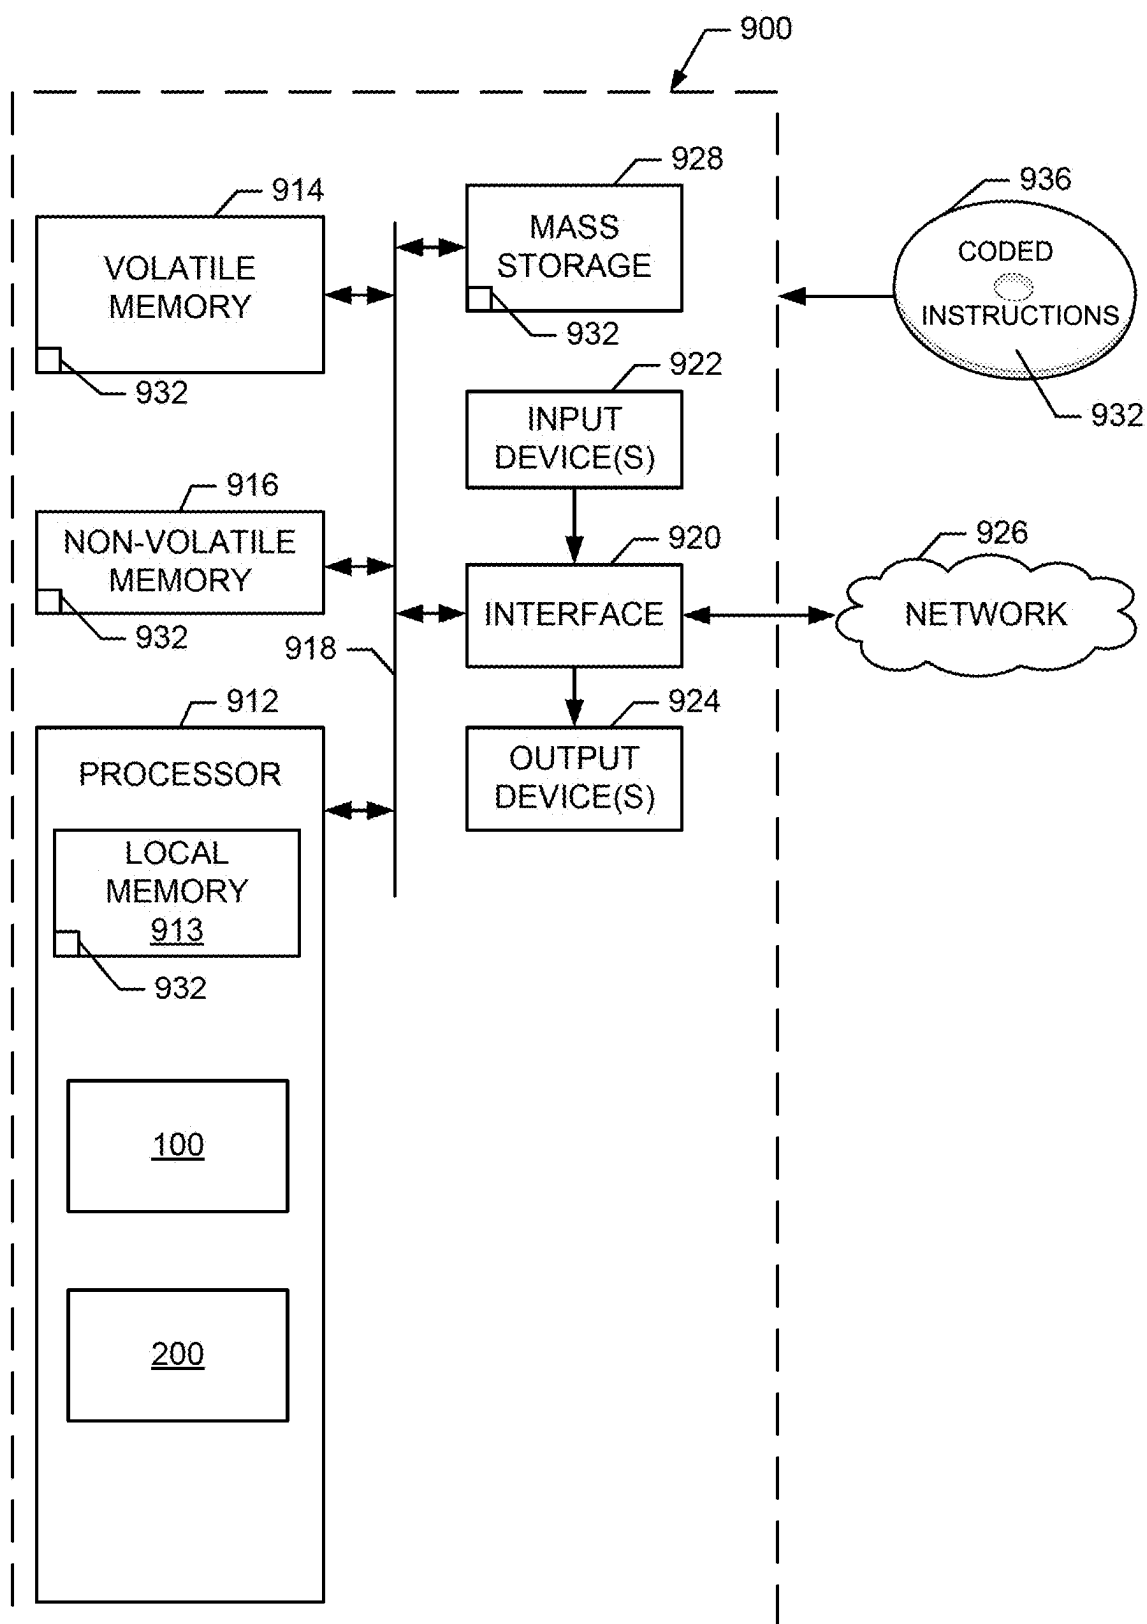 900
914
VOLATILE
MEMORY
932
928
MASS
STORAGE
932
936
CODED
INSTRUCTIONS
932
922
INPUT
DEVICE(S)
916
NON-VOLATILE
MEMORY
932
918
920
INTERFACE
926
NETWORK
924
OUTPUT
DEVICE(S)
912
PROCESSOR
LOCAL
MEMORY
913
932
100
200